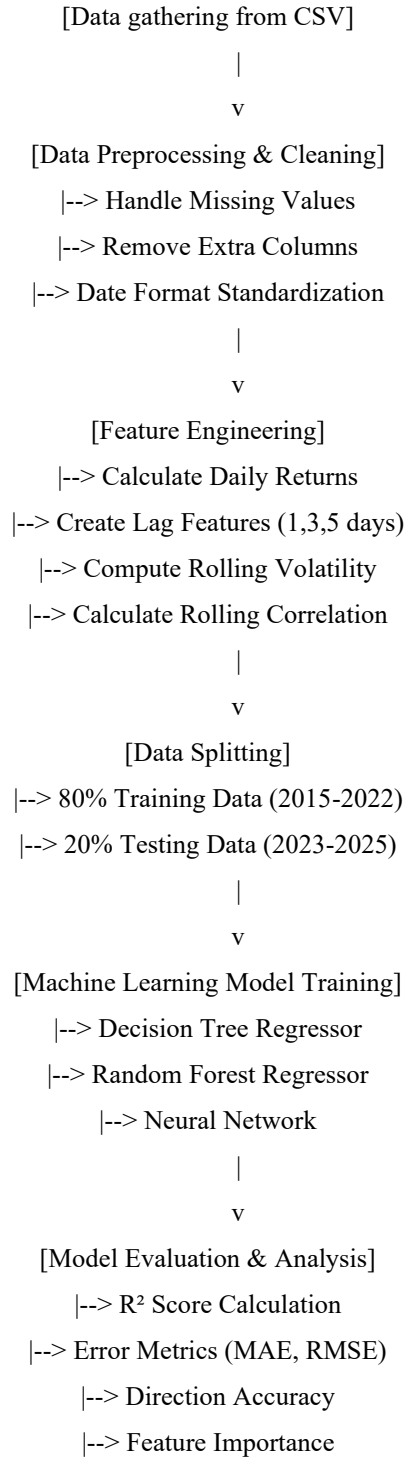 [Data gathering from CSV]
|
v
[Data Preprocessing & Cleaning]
|--> Handle Missing Values
|--> Remove Extra Columns
|--> Date Format Standardization
|
v
[Feature Engineering]
|--> Calculate Daily Returns
|--> Create Lag Features (1,3,5 days)
|--> Compute Rolling Volatility
|--> Calculate Rolling Correlation
|
v
[Data Splitting]
|--> 80% Training Data (2015-2022)
|--> 20% Testing Data (2023-2025)
|
v
[Machine Learning Model Training]
|--> Decision Tree Regressor
|--> Random Forest Regressor
|--> Neural Network
|
v
[Model Evaluation & Analysis]
|--> R² Score Calculation
|--> Error Metrics (MAE, RMSE)
|--> Direction Accuracy
|--> Feature Importance